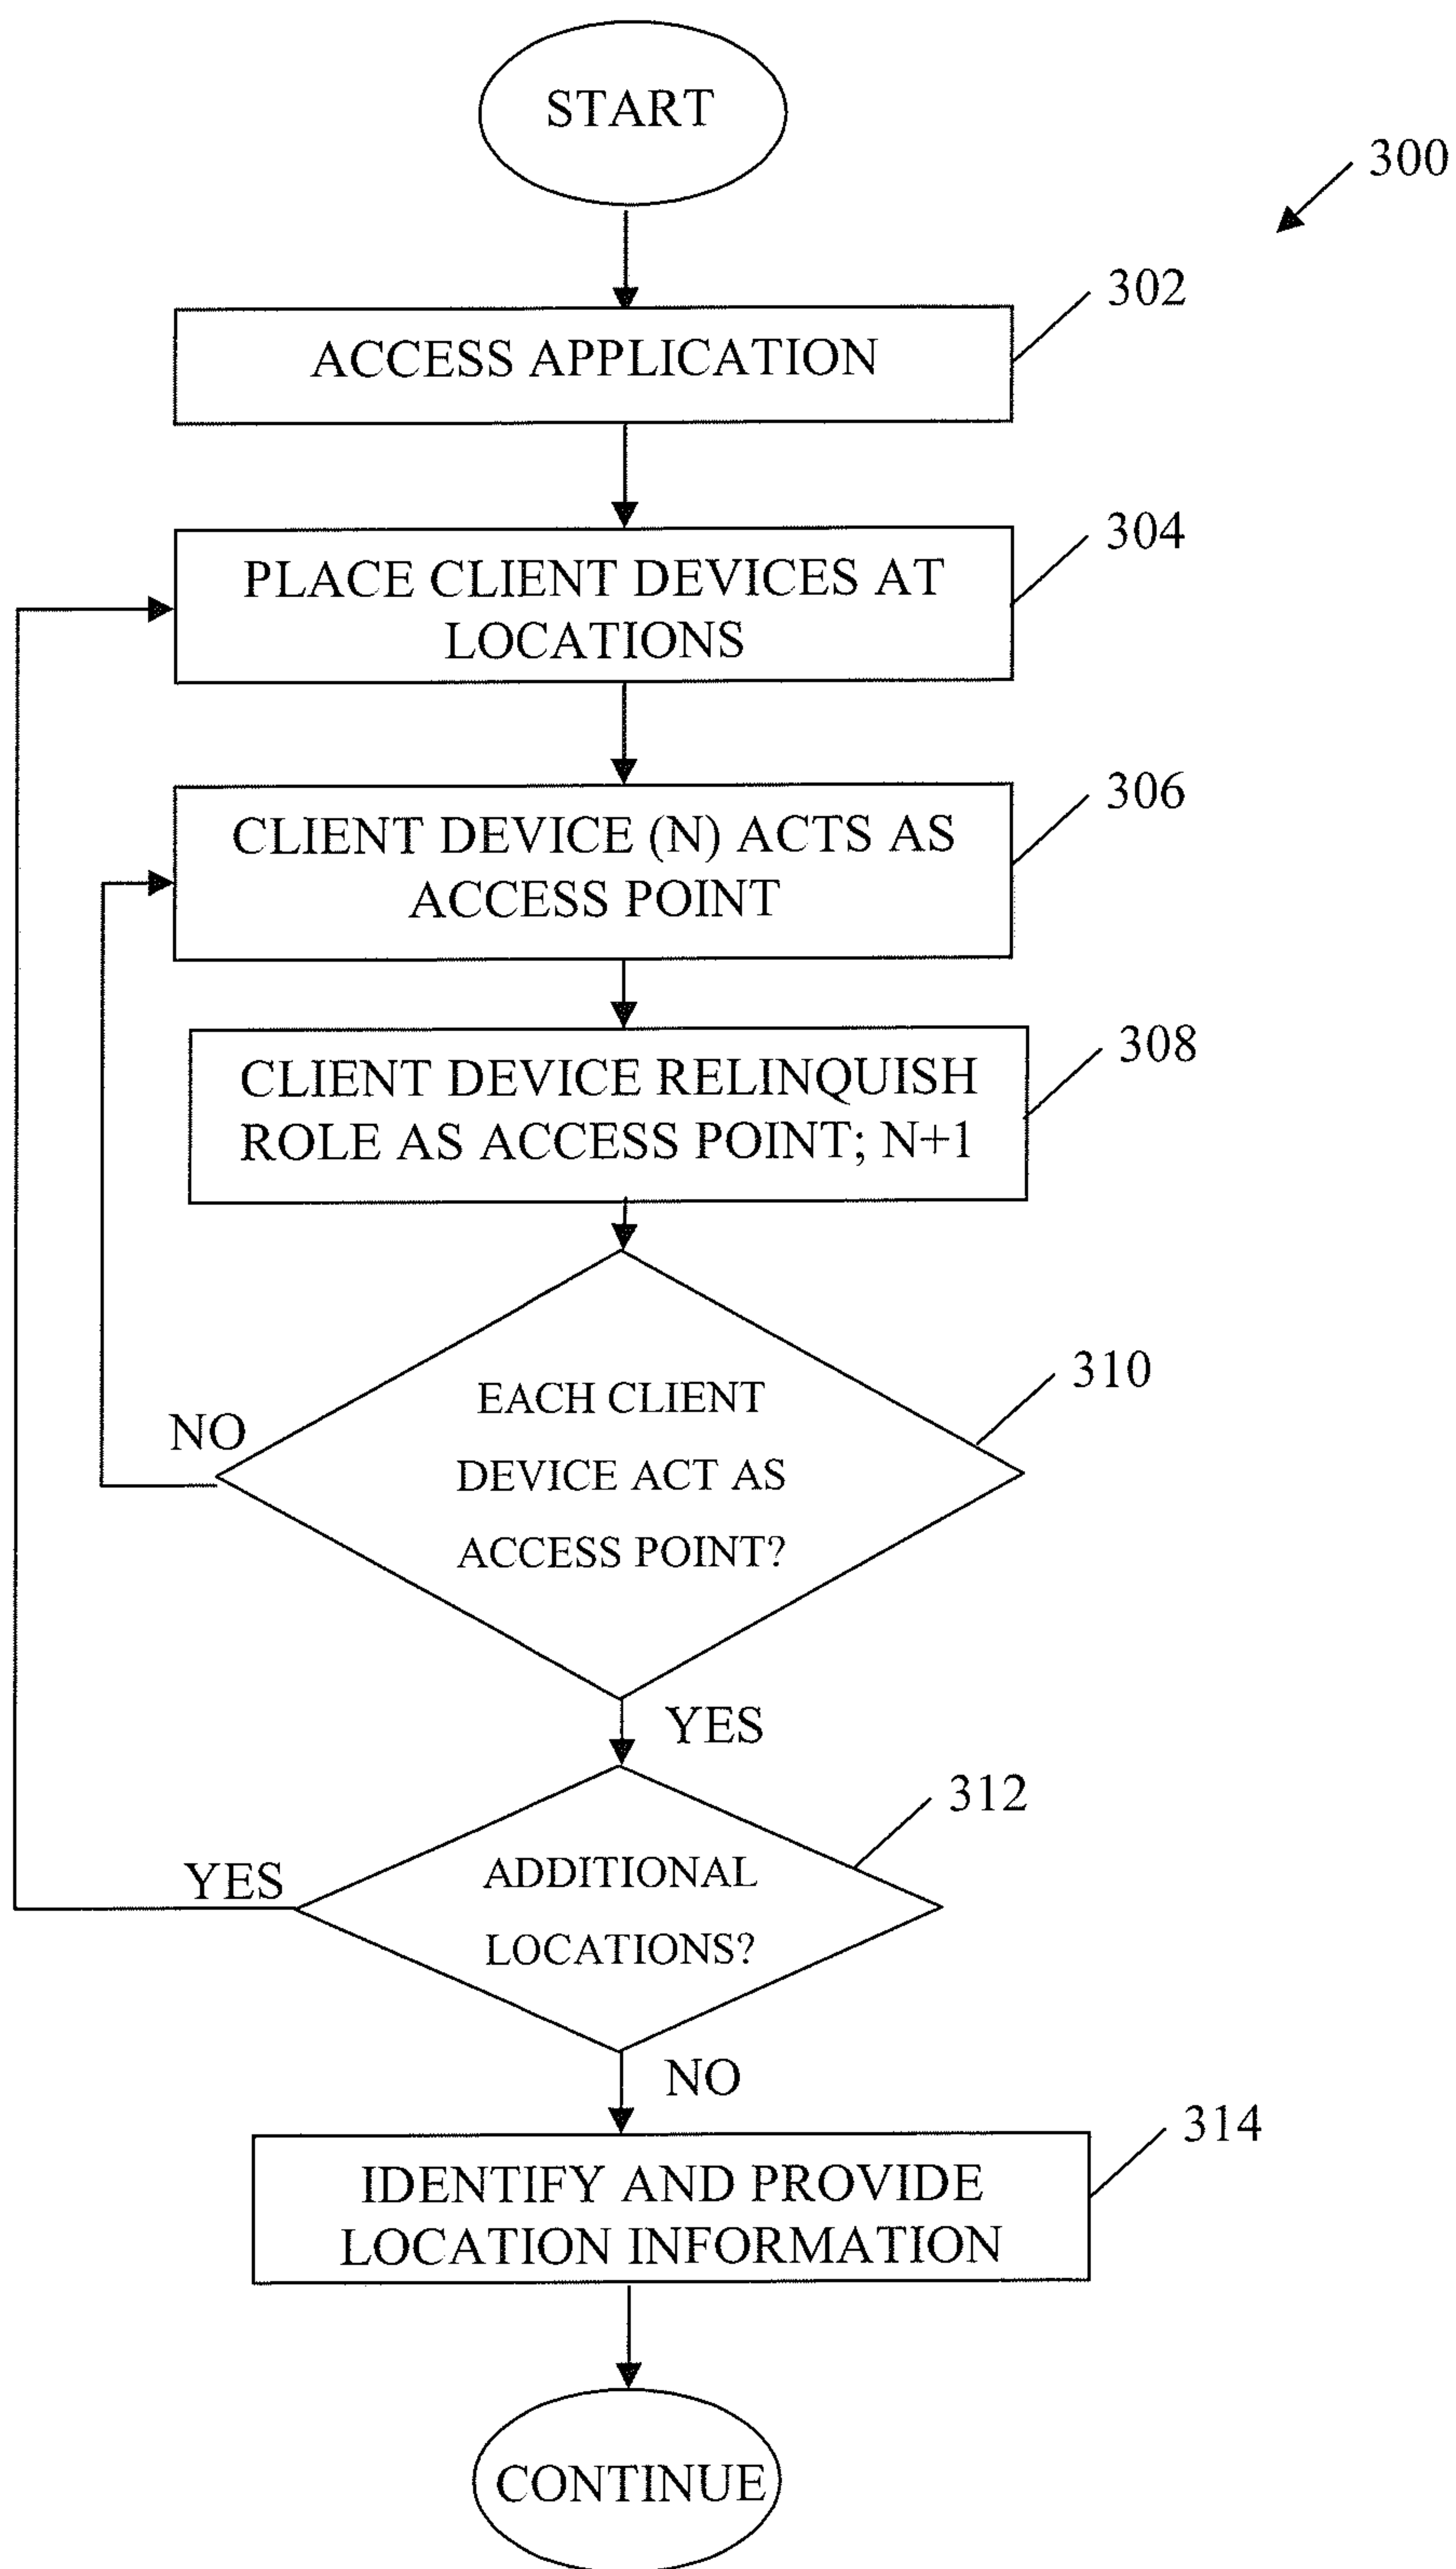 START
300
302
ACCESS APPLICATION
304
PLACE CLIENT DEVICES AT
LOCATIONS
306
CLIENT DEVICE (N) ACTS AS
ACCESS POINT
308
CLIENT DEVICE RELINQUISH
ROLE AS ACCESS POINT; N+1
310
EACH CLIENT
DEVICE ACT AS
ACCESS POINT?
NO
YES
312
ADDITIONAL
LOCATIONS?
YES
NO
314
IDENTIFY AND PROVIDE
LOCATION INFORMATION
CONTINUE